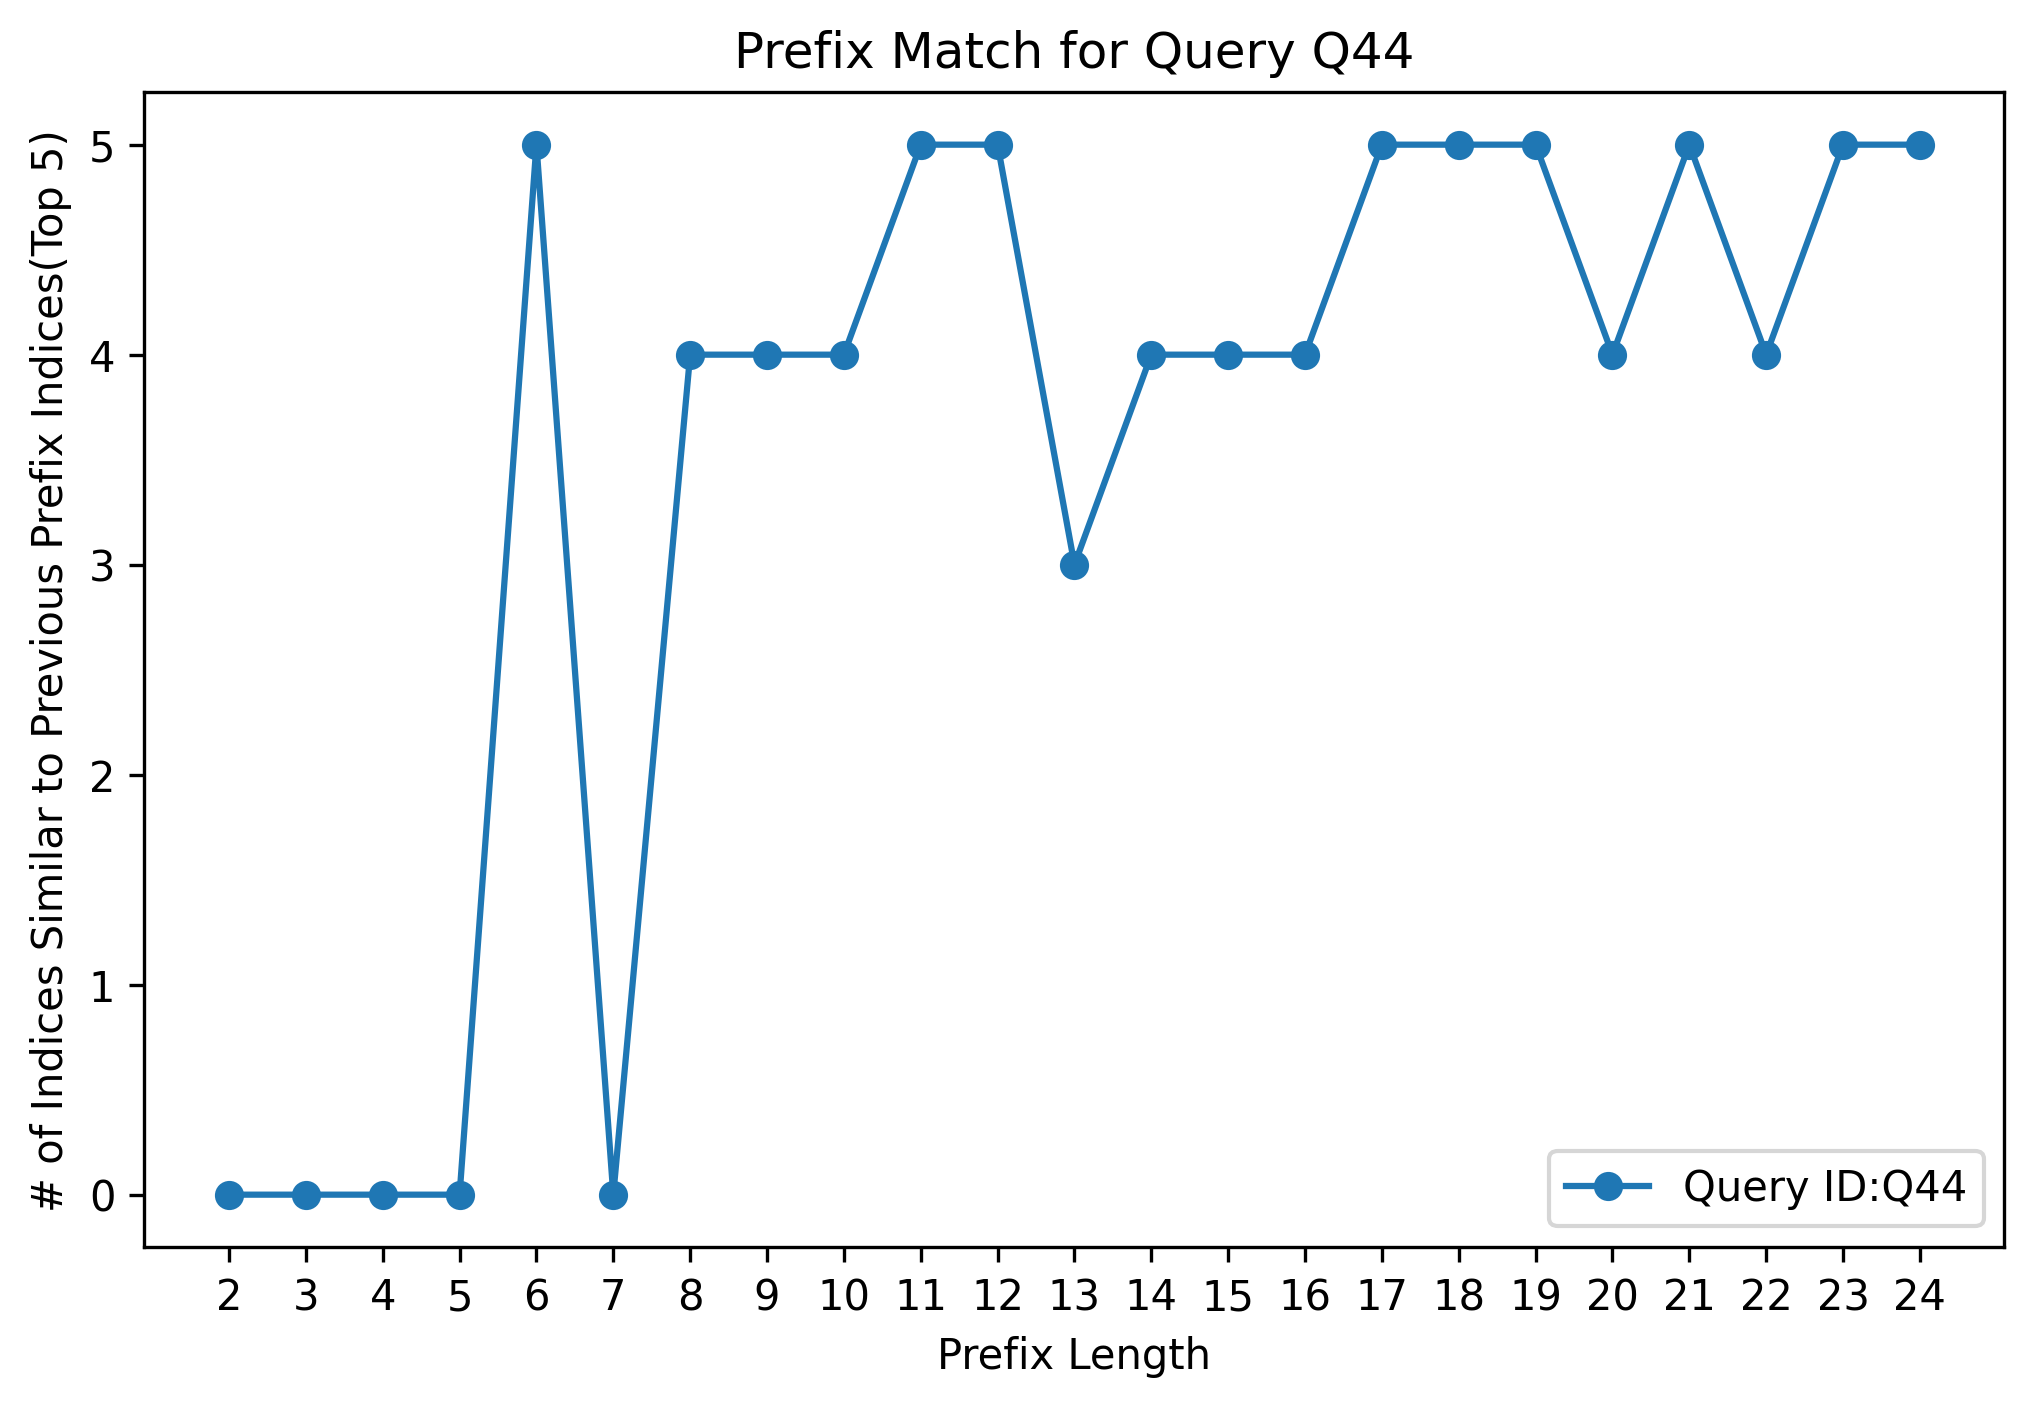 Prefix Match for Query Q44
# of Indices Similar to Previous Prefix Indices(Top 5)
5
4
3
2
1
0
Query ID:Q44
2 3 4 5 6 7 8 9 10 11 12 13 14 15 16 17 18 19 20 21 22 23 24
Prefix Length